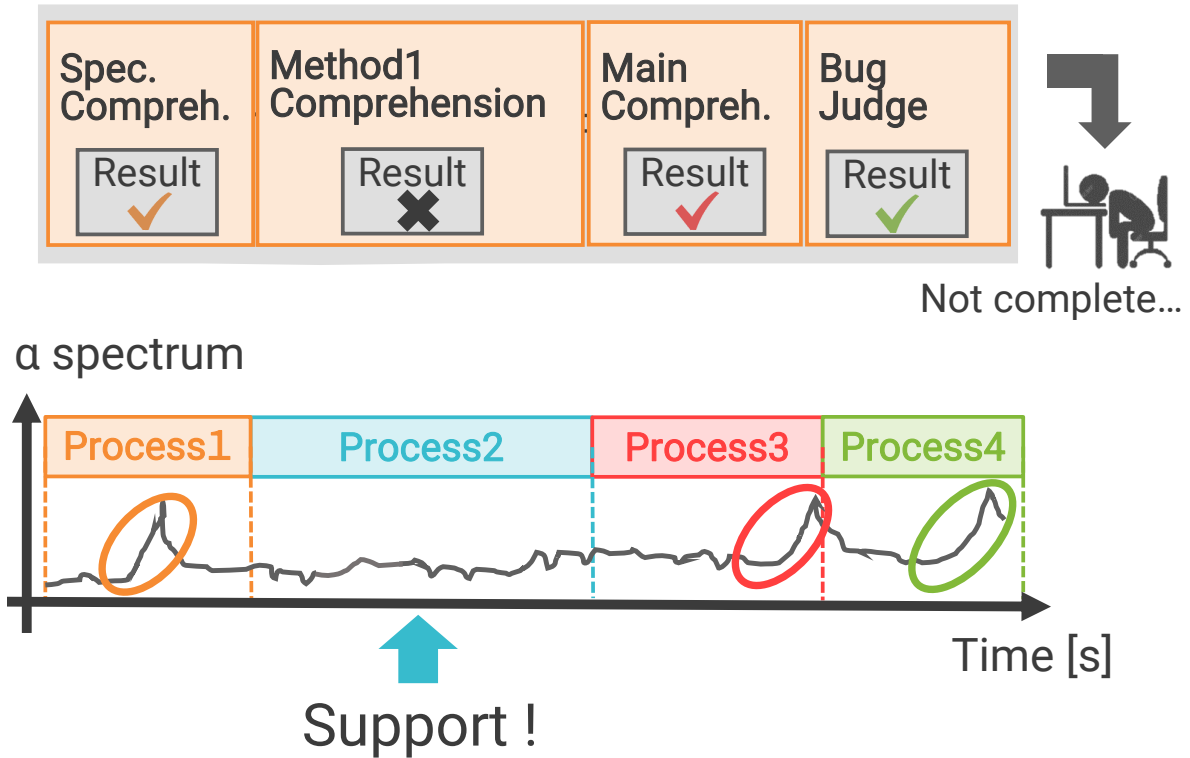 Spec.
Compreh.
Result
Method1
Comprehension
Result
Main
Compreh.
Result
Bug
Judge
Result
Not complete...
α spectrum
Process1
Process2
Process3
Process4
Time [s]
Support !